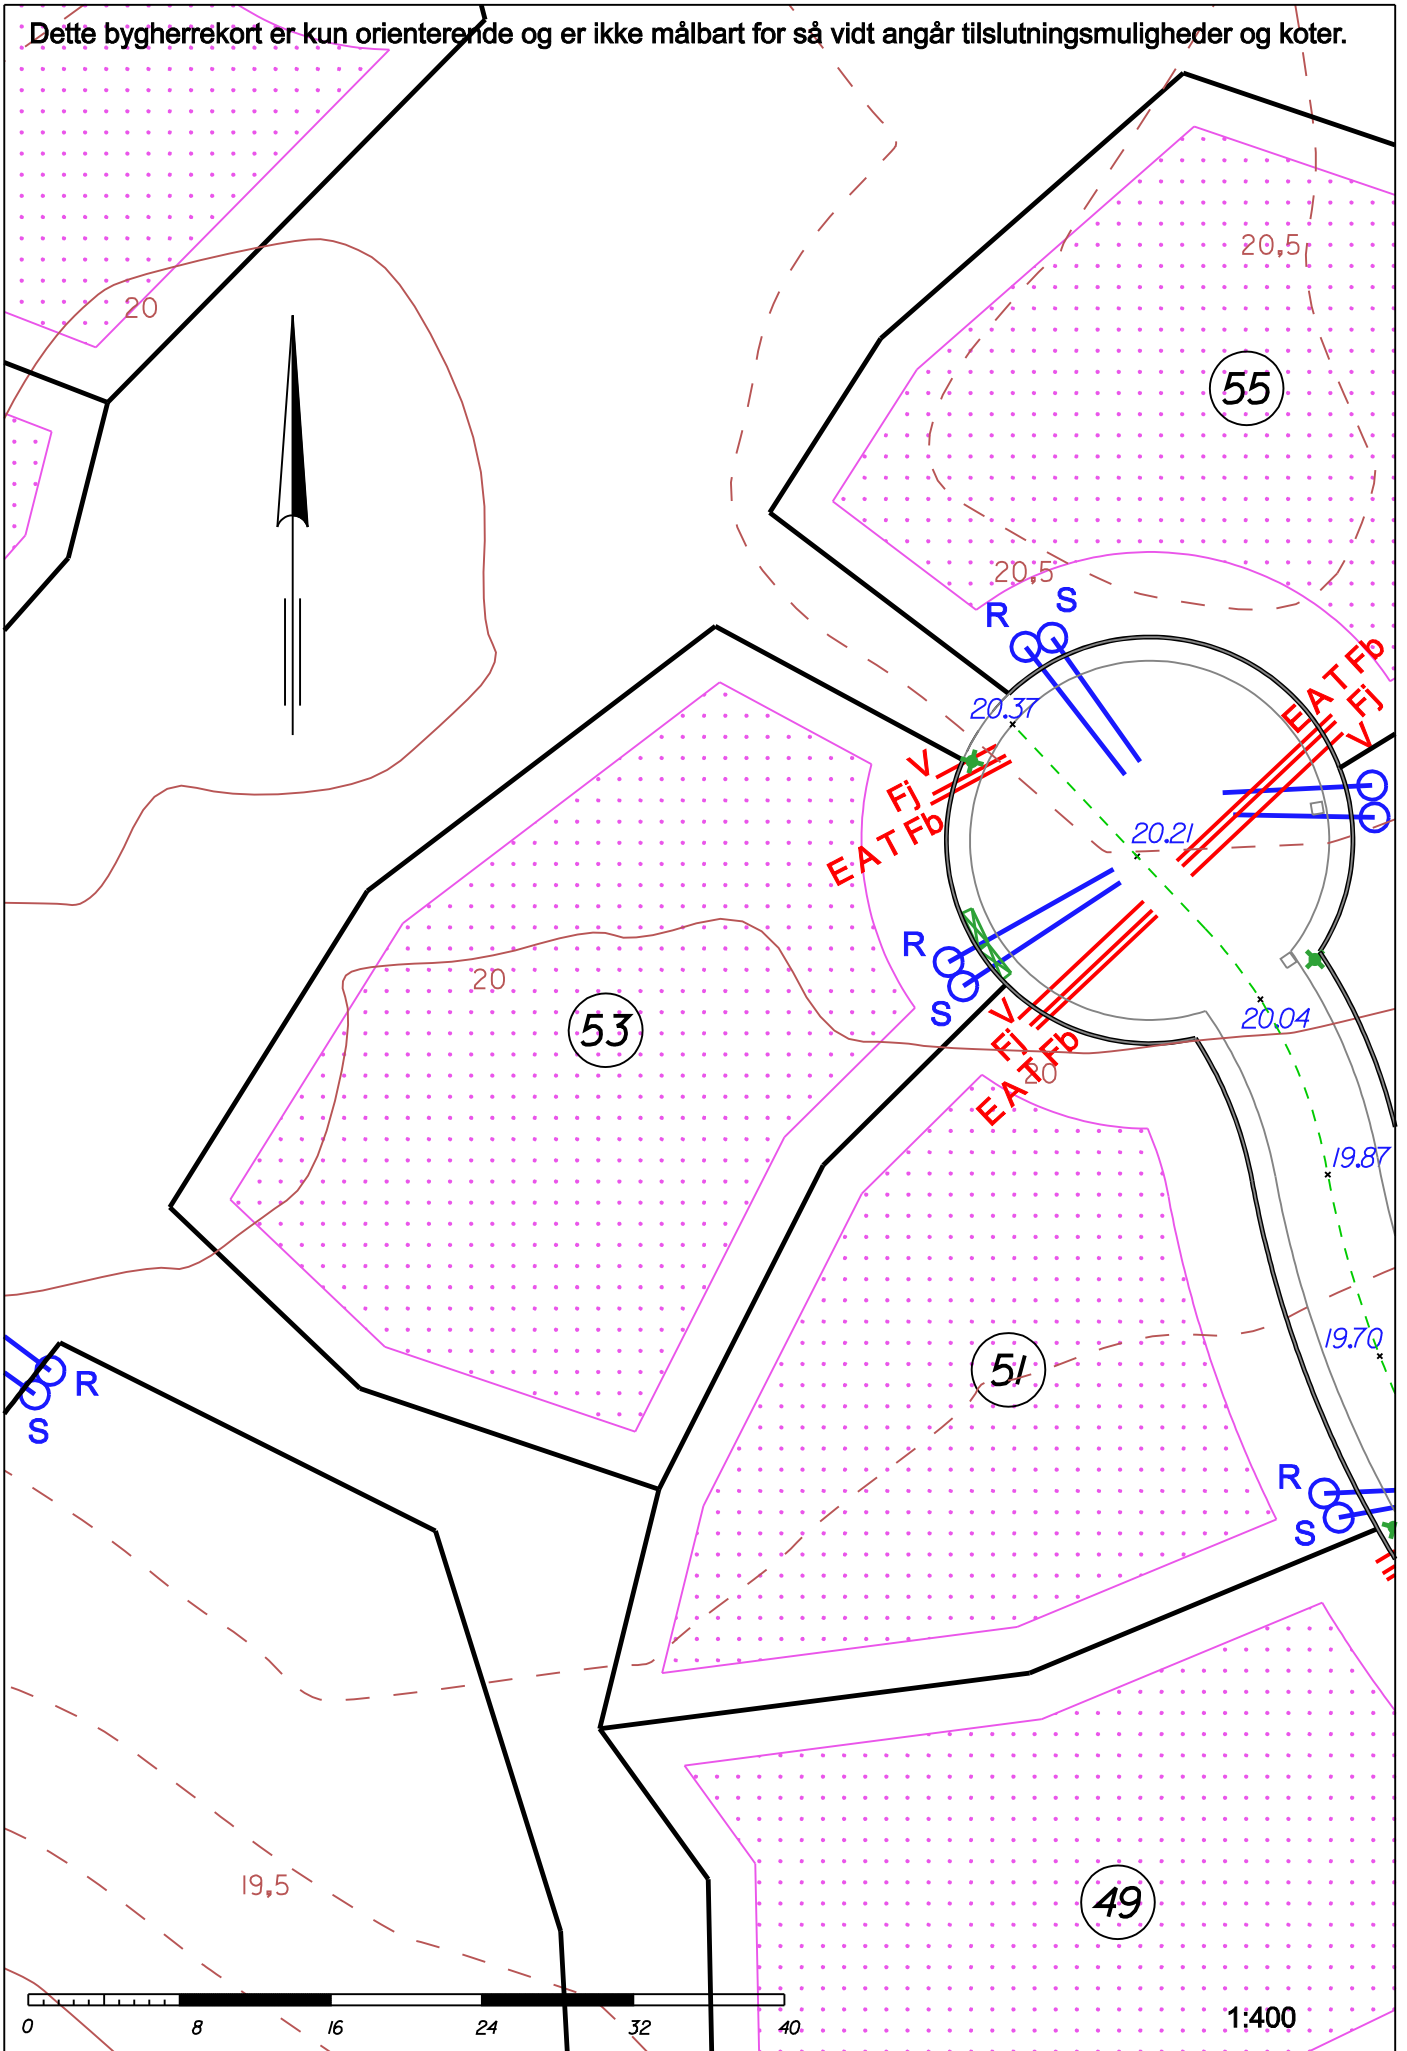 Dette bygherrekort er kun orienterende og er ikke målbart for så vidt angår tilslutningsmuligheder og koter.
20,5
20
55
20,5
R S
E A T Fb
Fj
V
20.37
V
Fj
E A T Fb
20.21
R
S
20
53
V
Fj
E A T Fb
20.04
20
19.87
19.70
51
R
S
R
S
49
19,5
0 8 16 24 32 40
1:400